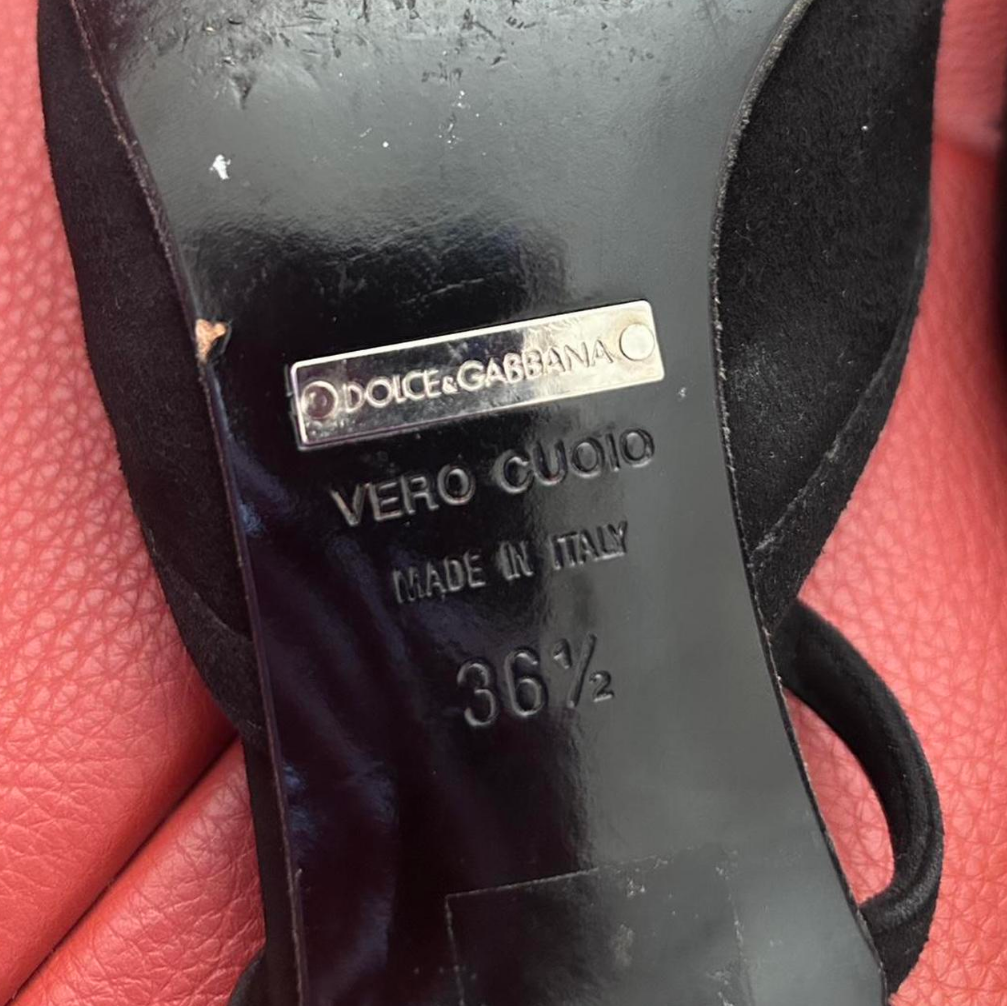 DOLCE&GABBANA
VERO CUOIO
MADE IN ITALY
36½